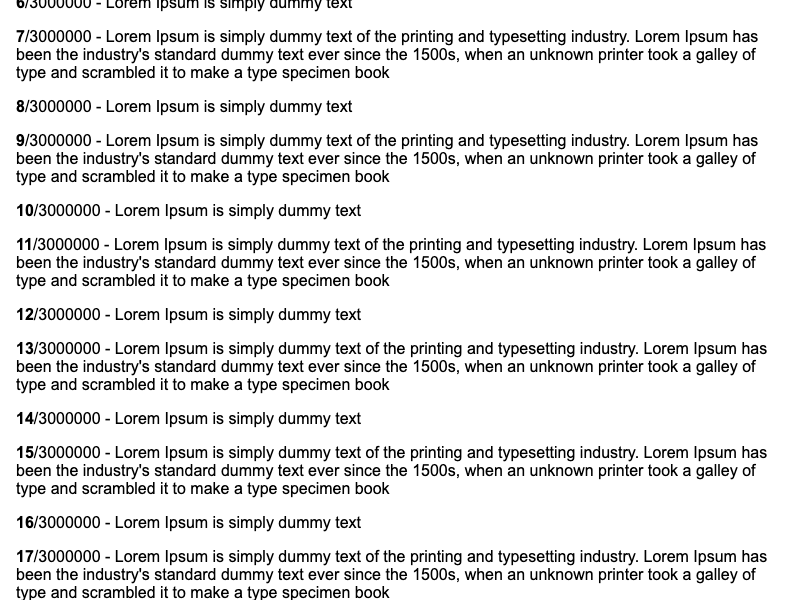 6/3000000 - Lorem Ipsum is simply dummy text
7/3000000 - Lorem Ipsum is simply dummy text of the printing and typesetting industry. Lorem Ipsum has
been the industry's standard dummy text ever since the 1500s, when an unknown printer took a galley of
type and scrambled it to make a type specimen book
8/3000000 - Lorem Ipsum is simply dummy text
9/3000000 - Lorem Ipsum is simply dummy text of the printing and typesetting industry. Lorem Ipsum has
been the industry's standard dummy text ever since the 1500s, when an unknown printer took a galley of
type and scrambled it to make a type specimen book
10/3000000 - Lorem Ipsum is simply dummy text
11/3000000 - Lorem Ipsum is simply dummy text of the printing and typesetting industry. Lorem Ipsum has
been the industry's standard dummy text ever since the 1500s, when an unknown printer took a galley of
type and scrambled it to make a type specimen book
12/3000000 - Lorem Ipsum is simply dummy text
13/3000000 - Lorem Ipsum is simply dummy text of the printing and typesetting industry. Lorem Ipsum has
been the industry's standard dummy text ever since the 1500s, when an unknown printer took a galley of
type and scrambled it to make a type specimen book
14/3000000 - Lorem Ipsum is simply dummy text
15/3000000 - Lorem Ipsum is simply dummy text of the printing and typesetting industry. Lorem Ipsum has
been the industry's standard dummy text ever since the 1500s, when an unknown printer took a galley of
type and scrambled it to make a type specimen book
16/3000000 - Lorem Ipsum is simply dummy text
17/3000000 - Lorem Ipsum is simply dummy text of the printing and typesetting industry. Lorem Ipsum has
been the industry's standard dummy text ever since the 1500s, when an unknown printer took a galley of
type and scrambled it to make a type specimen book